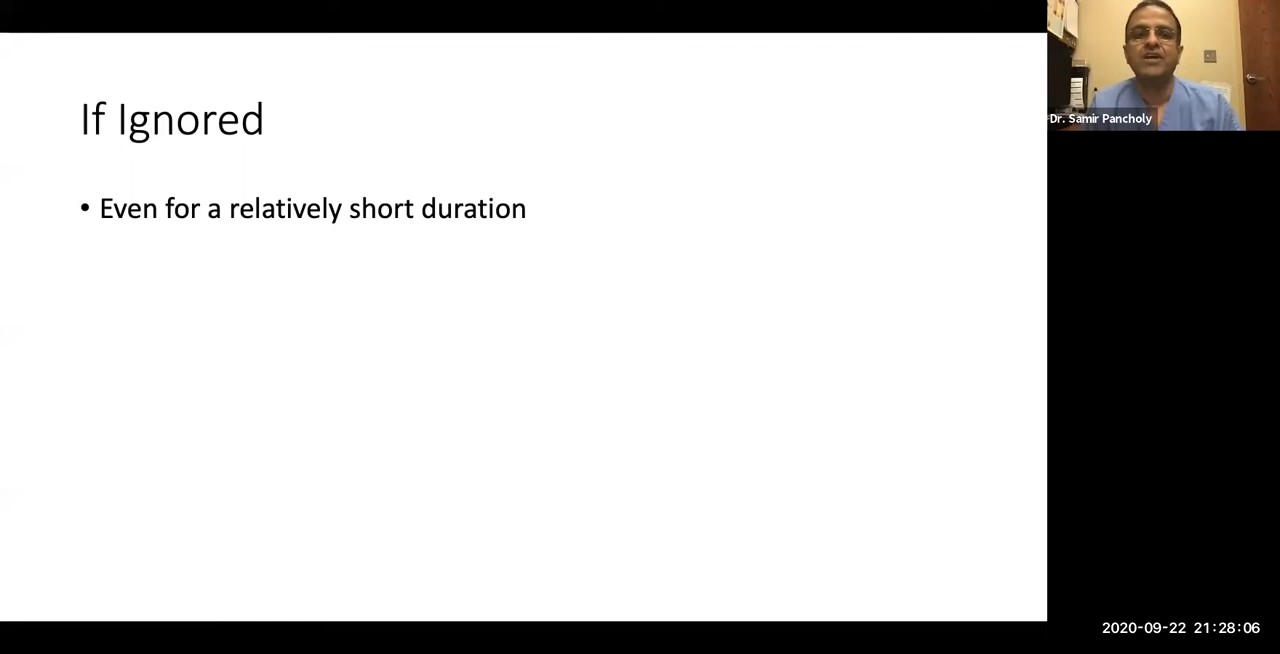 If Ignored
• Even for a relatively short duration
Dr. Samir Pancholy
2020-09-22 21:28:06